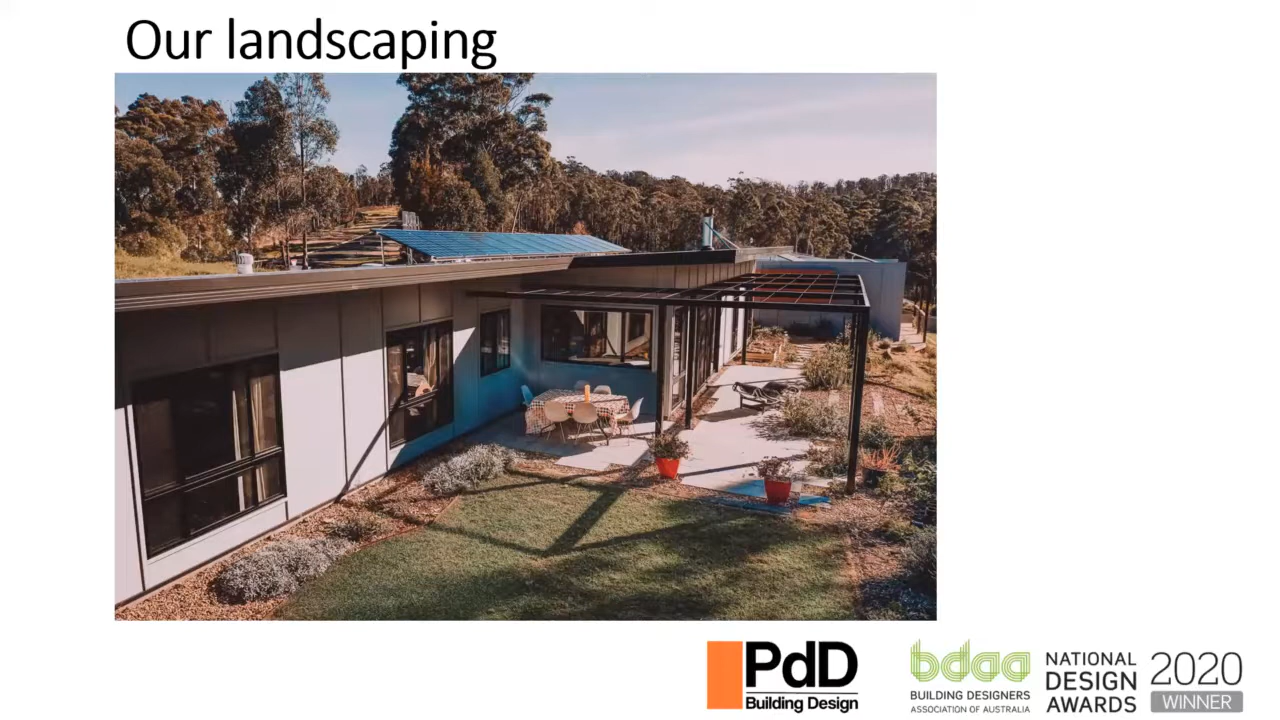 Our landscaping
PdD
Building Design
bdaa
BUILDING DESIGNERS
ASSOCIATION OF AUSTRALIA
NATIONAL
DESIGN
AWARDS
2020
WINNER